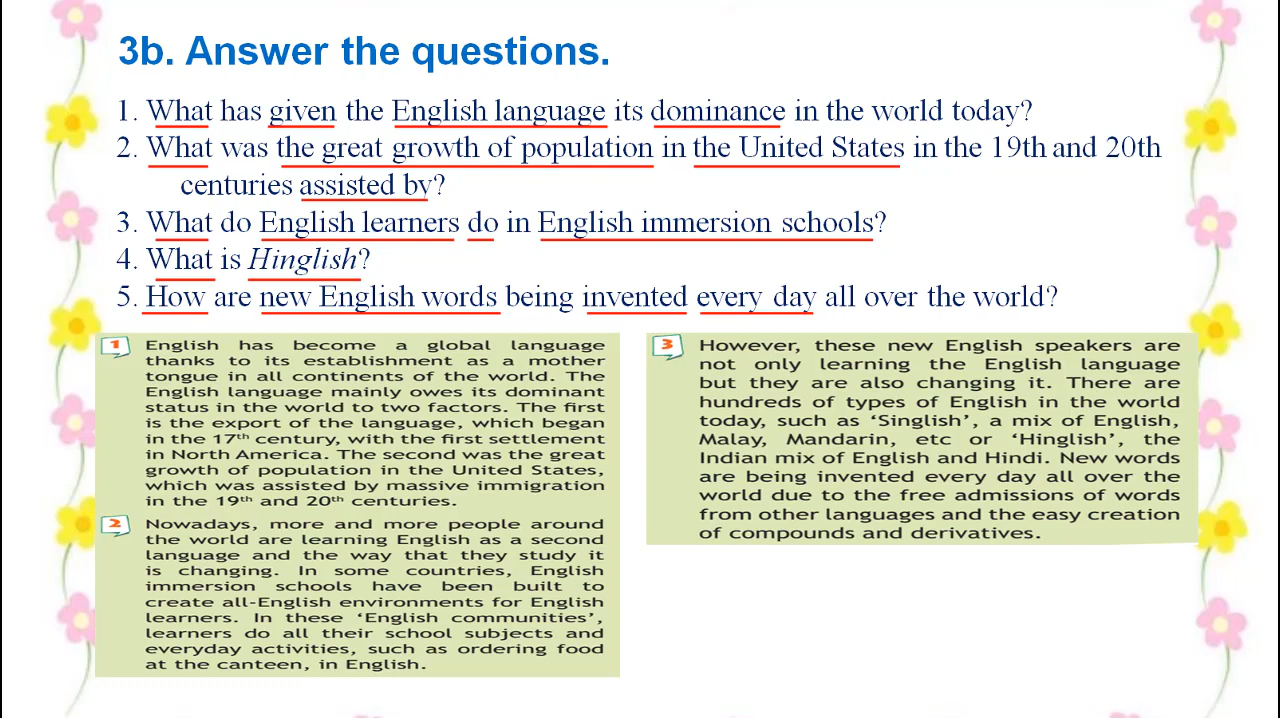 3b. Answer the questions.
1. What has given the English language its dominance in the world today?
2. What was the great growth of population in the United States in the 19th and 20th
centuries assisted by?
3. What do English learners do in English immersion schools?
4. What is Hinglish?
5. How are new English words being invented every day all over the world?
1 English has become a global language
thanks to its establishment as a mother
tongue in all continents of the world. The
English language mainly owes its dominant
status in the world to two factors. The first
is the export of the language, which began
in the 17th century, with the first settlement
in North America. The second was the great
growth of population in the United States,
which was assisted by massive immigration
in the 19th and 20th centuries.
2 Nowadays, more and more people around
the world are learning English as a second
language and the way that they study it
is changing. In some countries, English
immersion schools have been built to
create all-English environments for English
learners. In these ‘English communities’,
learners do all their school subjects and
everyday activities, such as ordering food
at the canteen, in English.
3 However, these new English speakers are
not only learning the English language
but they are also changing it. There are
hundreds of types of English in the world
today, such as ‘Singlish’, a mix of English,
Malay, Mandarin, etc or ‘Hinglish’, the
Indian mix of English and Hindi. New words
are being invented every day all over the
world due to the free admissions of words
from other languages and the easy creation
of compounds and derivatives.